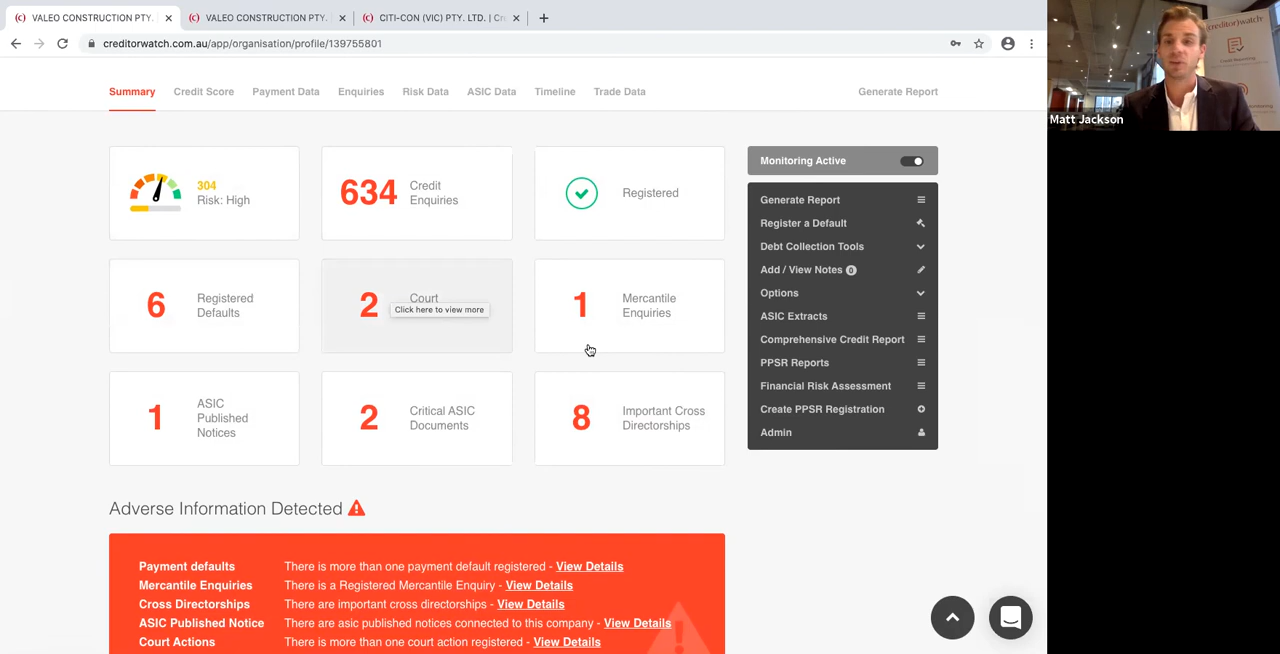 VALEO CONSTRUCTION PTY.
VALEO CONSTRUCTION PTY.
CITI-CON (VIC) PTY. LTD. | Cr
creditorwatch.com.au/app/organisation/profile/139755801
Summary
Credit Score
Payment Data
Enquiries
Risk Data
ASIC Data
Timeline
Trade Data
Generate Report
304
Risk: High
634
Credit
Enquiries
Registered
6
Registered
Defaults
2
Court
Click here to view more
1
Mercantile
Enquiries
1
ASIC
Published
Notices
2
Critical ASIC
Documents
8
Important Cross
Directorships
Monitoring Active
Generate Report
Register a Default
Debt Collection Tools
Add / View Notes 0
Options
ASIC Extracts
Comprehensive Credit Report
PPSR Reports
Financial Risk Assessment
Create PPSR Registration
Admin
Adverse Information Detected
Payment defaults There is more than one payment default registered - View Details
Mercantile Enquiries There is a Registered Mercantile Enquiry - View Details
Cross Directorships There are important cross directorships - View Details
ASIC Published Notice There are asic published notices connected to this company - View Details
Court Actions There is more than one court action registered - View Details
(creditor)watch
Matt Jackson